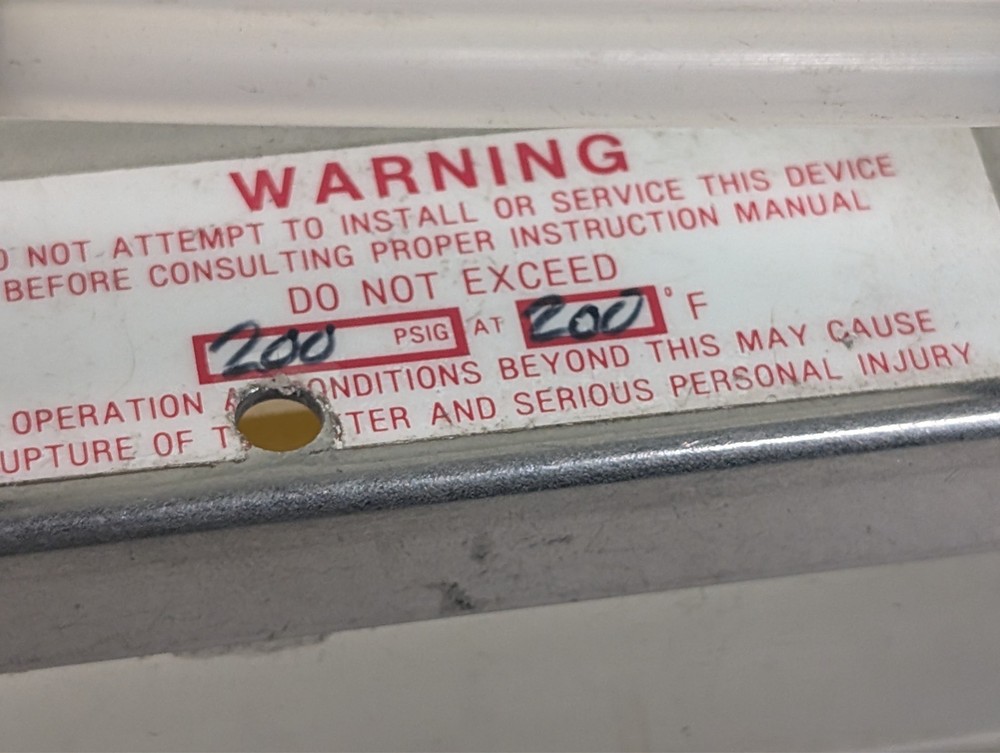 WARNING
NOT ATTEMPT TO INSTALL OR SERVICE THIS DEVICE
BEFORE CONSULTING PROPER INSTRUCTION MANUAL
DO NOT EXCEED
200 PSIG AT 200 °F
OPERATION ONDITIONS BEYOND THIS MAY CAUSE
UPTURE OF T TER AND SERIOUS PERSONAL INJURY